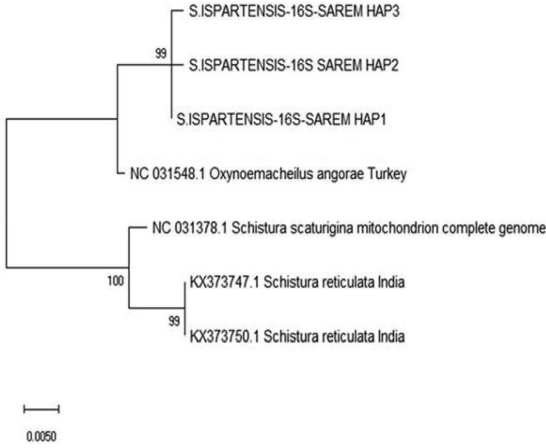 S.ISPARTENSIS-16S-SAREM HAP3
99
S.ISPARTENSIS-16S SAREM HAP2
S.ISPARTENSIS-16S-SAREM HAP1
NC 031548.1 Oxynoemacheilus angorae Turkey
NC 031378.1 Schistura scaturigina mitochondrion complete genome
100
KX373747.1 Schistura reticulata India
99
KX373750.1 Schistura reticulata India
0.0050